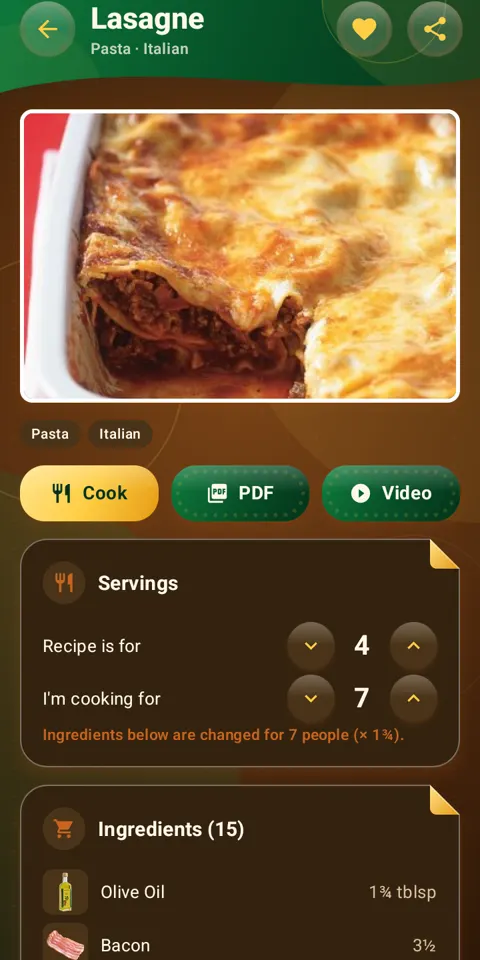 Lasagne
Pasta · Italian
Pasta
Italian
Cook
PDF
PDF
Video
Servings
Recipe is for
4
I'm cooking for
7
Ingredients below are changed for 7 people (× 1¾).
Ingredients (15)
Olive Oil
1¾ tblsp
Bacon
3½